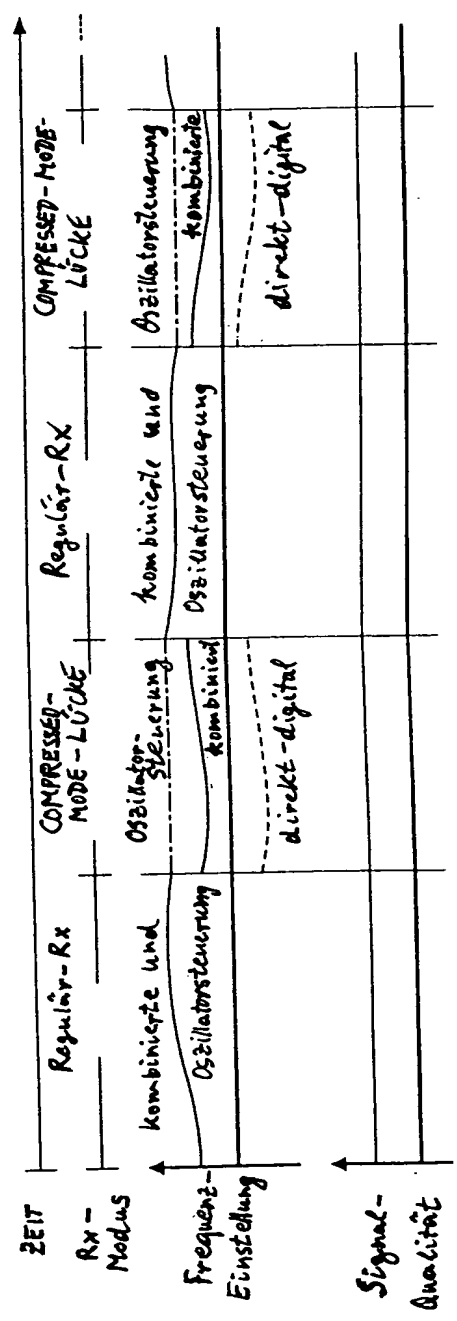 ZEIT
Rx-
Modus
Regulär-Rx
COMPRESSED-
MODE-LÜCKE
Regulär-Rx
COMPRESSED-MODE-
LÜCKE
Frequenz-
Einstellung
kombinierte und
Oszillatorsteuerung
Oszillator-
steuerung
kombiniert
direkt-digital
kombinierte und
Oszillatorsteuerung
Oszillatorsteuerung
kombinierte
direkt-digital
Signal-
Qualität